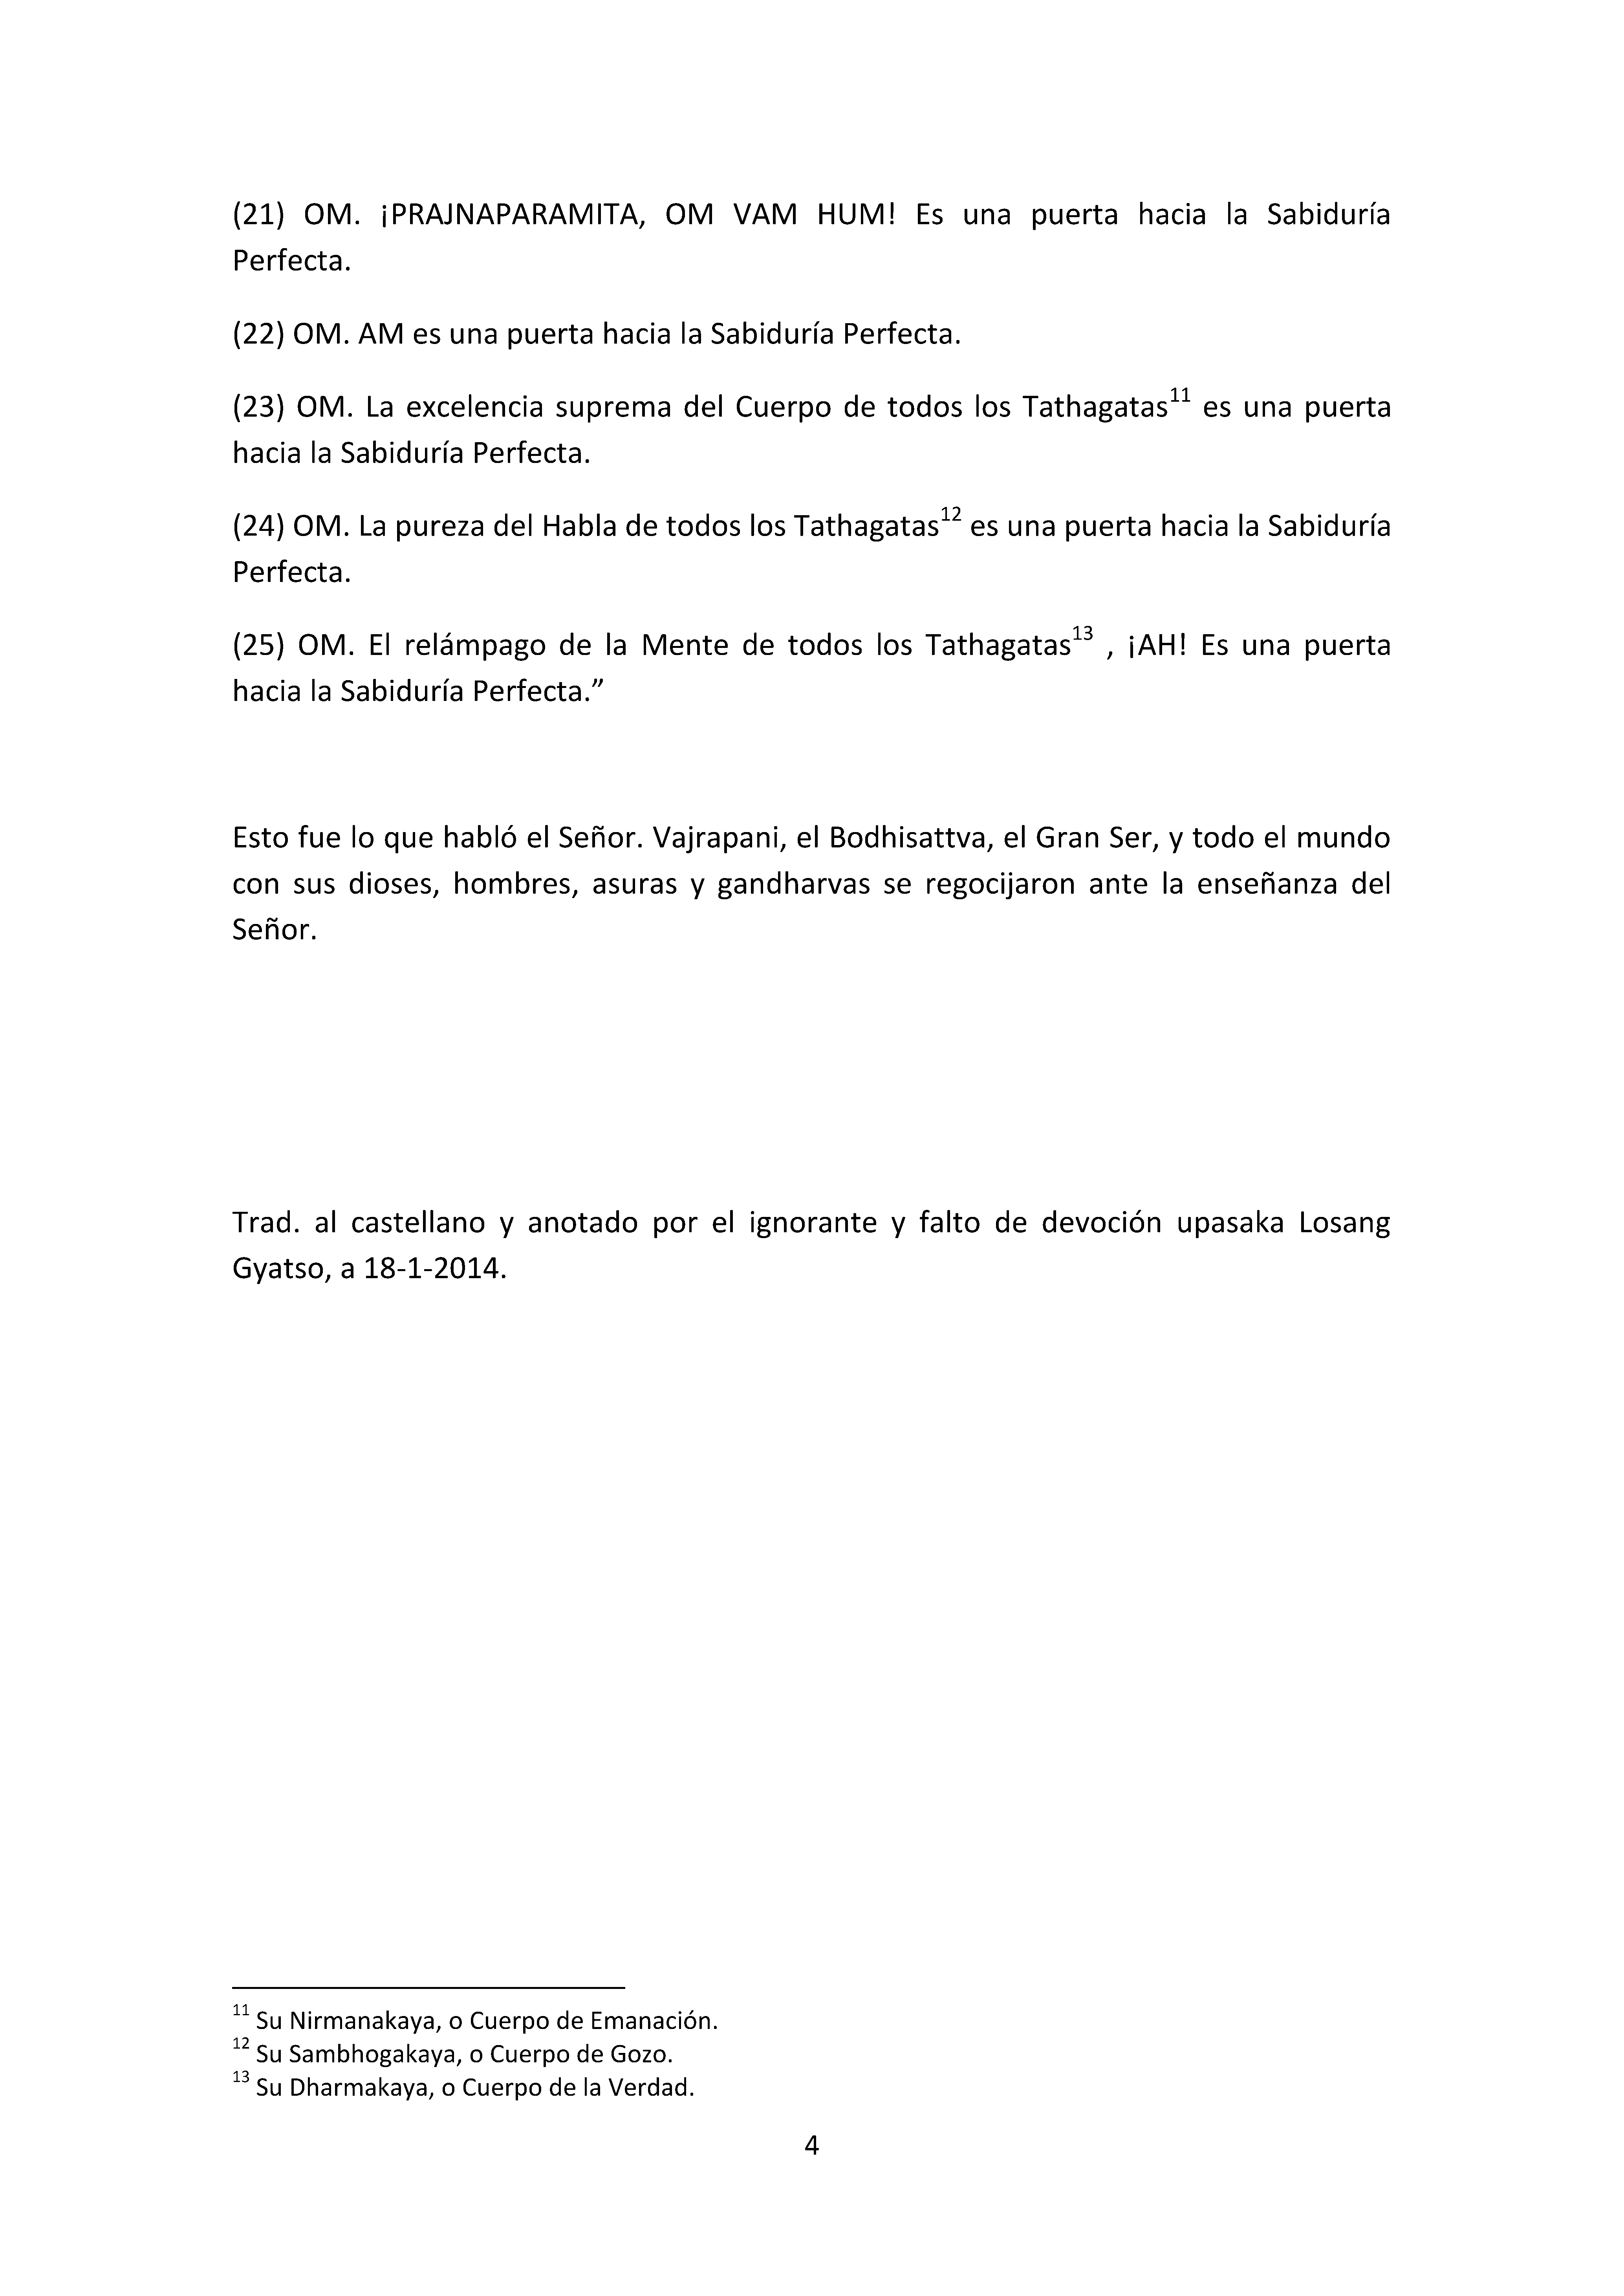 (21) OM. ¡PRAJNAPARAMITA, OM VAM HUM! Es una puerta hacia la Sabiduría
Perfecta.
(22) OM. AM es una puerta hacia la Sabiduría Perfecta.
(23) OM. La excelencia suprema del Cuerpo de todos los Tathagatas11 es una puerta
hacia la Sabiduría Perfecta.
(24) OM. La pureza del Habla de todos los Tathagatas12 es una puerta hacia la Sabiduría
Perfecta.
(25) OM. El relámpago de la Mente de todos los Tathagatas13 , ¡AH! Es una puerta
hacia la Sabiduría Perfecta.”
Esto fue lo que habló el Señor. Vajrapani, el Bodhisattva, el Gran Ser, y todo el mundo
con sus dioses, hombres, asuras y gandharvas se regocijaron ante la enseñanza del
Señor.
Trad. al castellano y anotado por el ignorante y falto de devoción upasaka Losang
Gyatso, a 18-1-2014.
11 Su Nirmanakaya, o Cuerpo de Emanación.
12 Su Sambhogakaya, o Cuerpo de Gozo.
13 Su Dharmakaya, o Cuerpo de la Verdad.
4